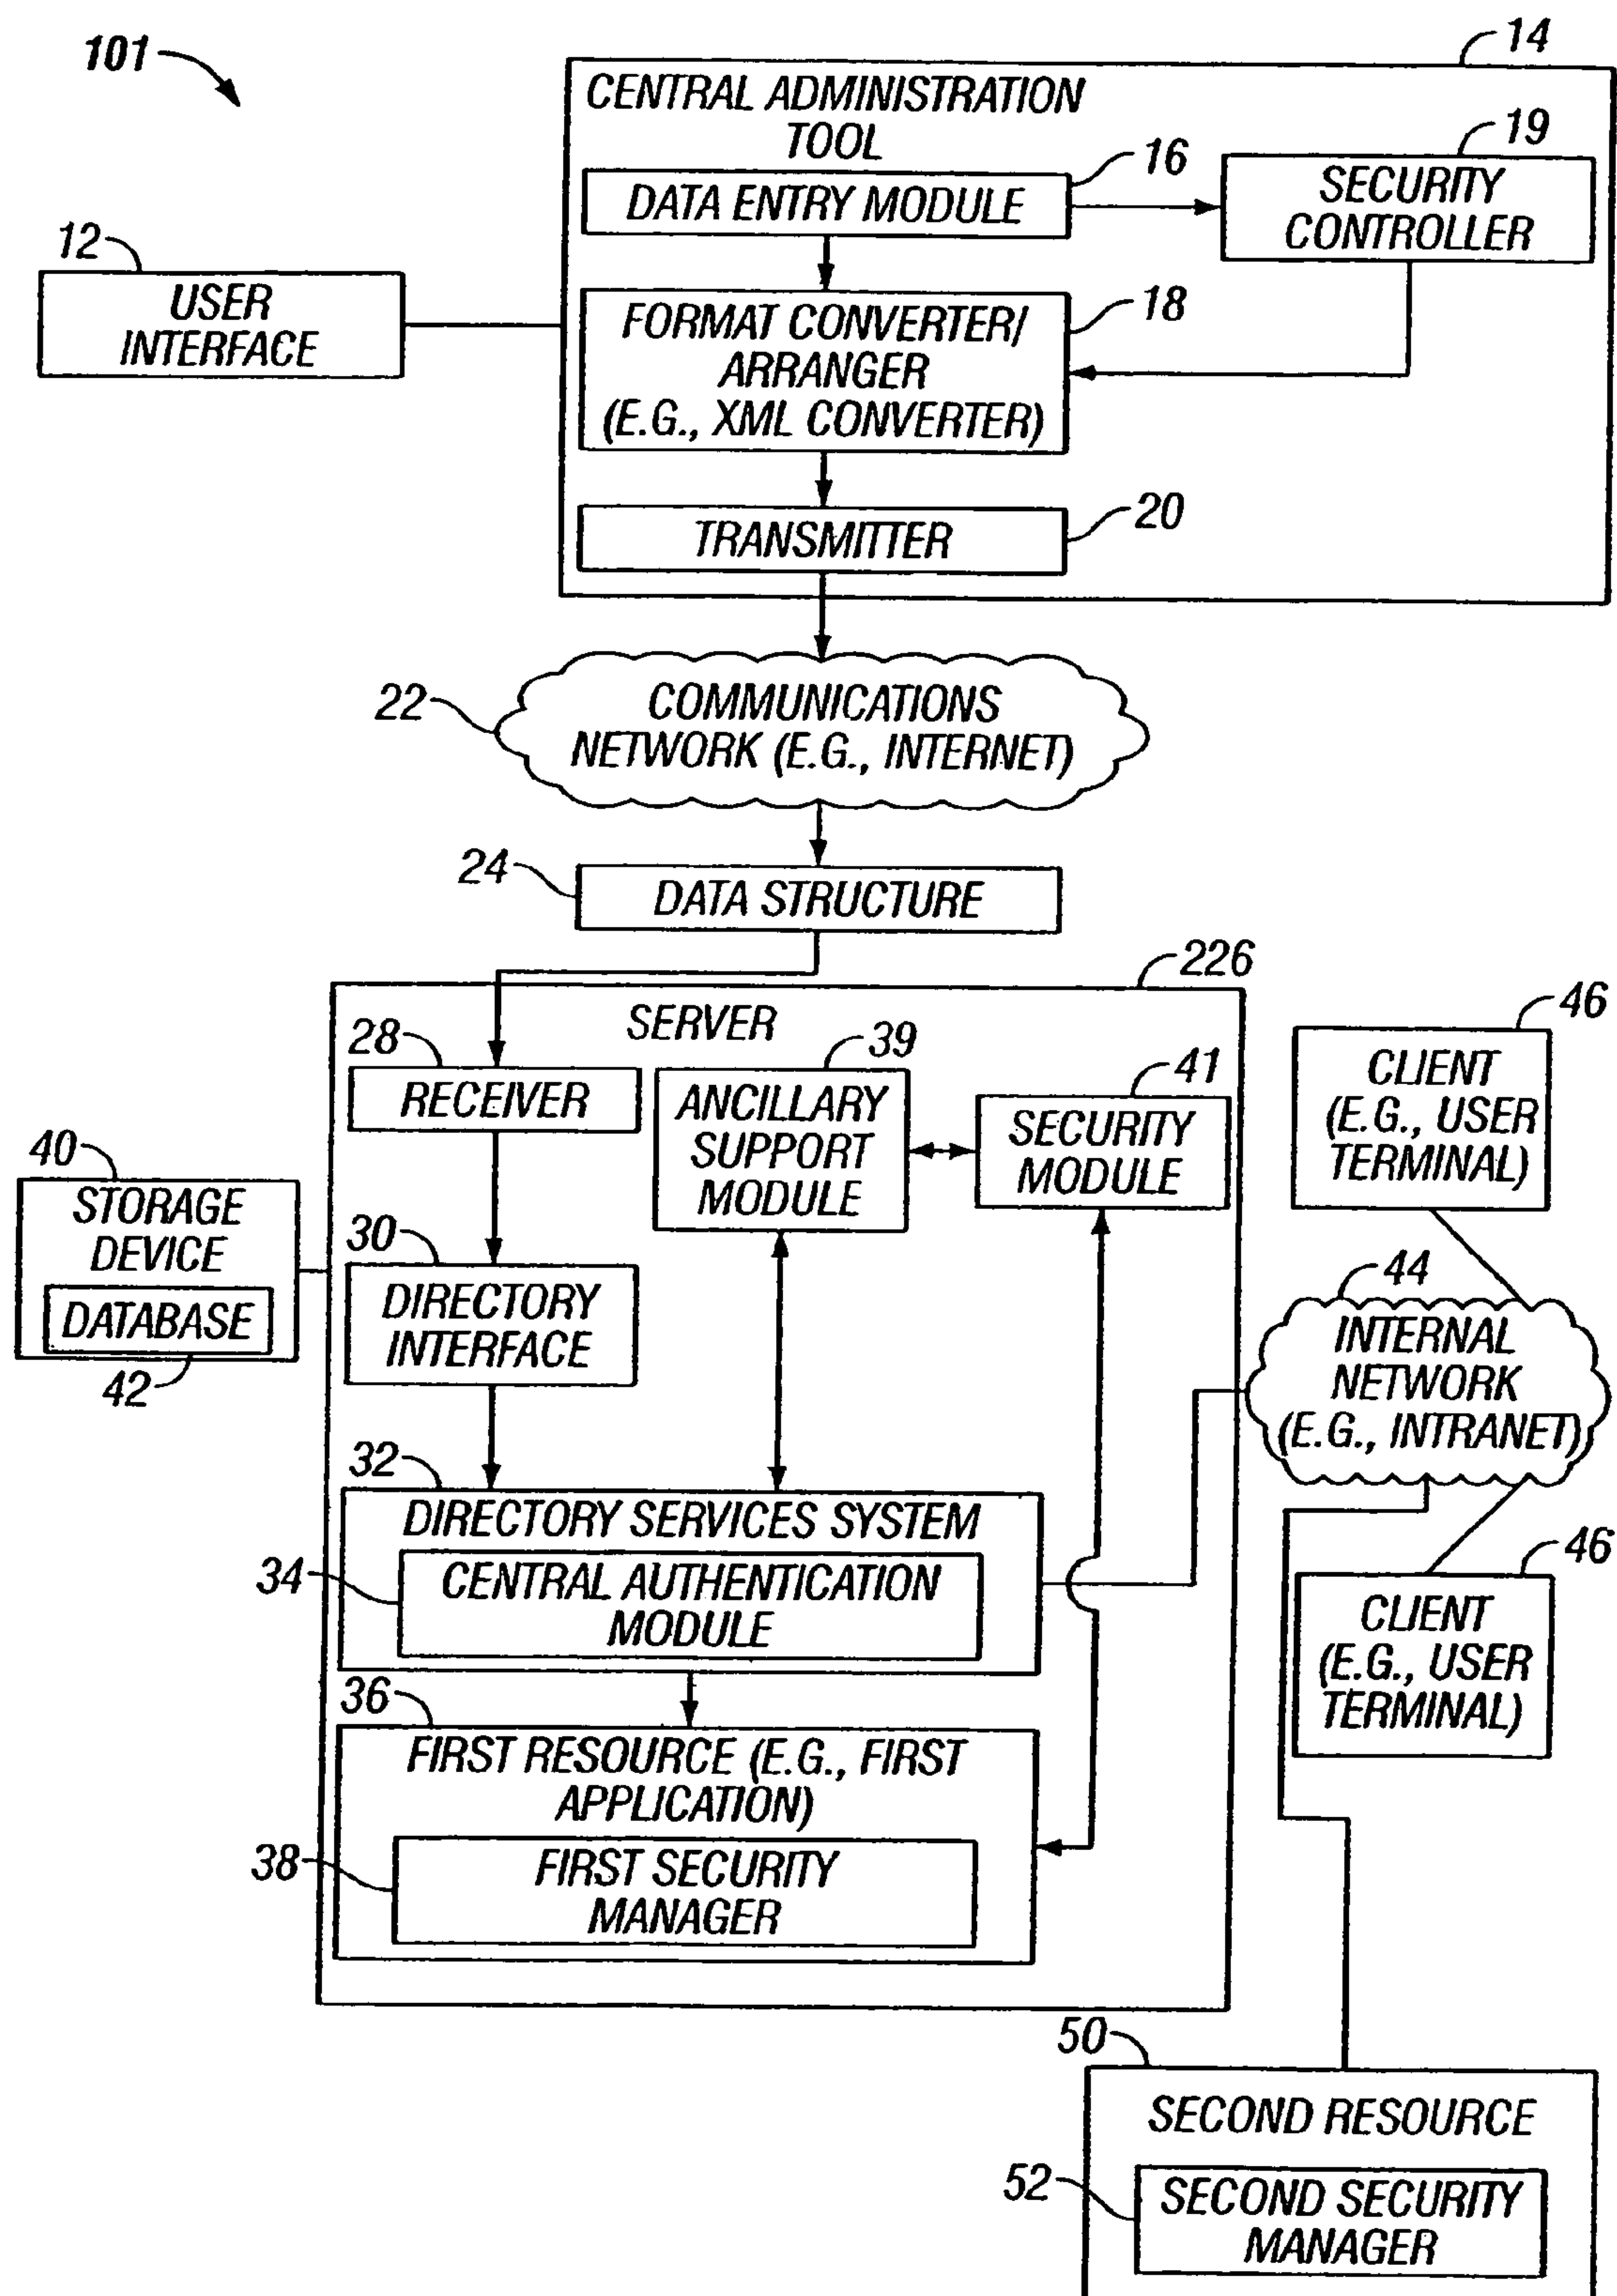 101
14
CENTRAL ADMINISTRATION
TOOL
16
19
DATA ENTRY MODULE
SECURITY
CONTROLLER
12
USER
INTERFACE
18
FORMAT CONVERTER/
ARRANGER
(E.G., XML CONVERTER)
20
TRANSMITTER
22
COMMUNICATIONS
NETWORK (E.G., INTERNET)
24
DATA STRUCTURE
226
SERVER
28
RECEIVER
39
ANCILLARY
SUPPORT
MODULE
41
SECURITY
MODULE
46
CLIENT
(E.G., USER
TERMINAL)
40
STORAGE
DEVICE
DATABASE
42
30
DIRECTORY
INTERFACE
44
INTERNAL
NETWORK
(E.G., INTRANET)
32
DIRECTORY SERVICES SYSTEM
34
CENTRAL AUTHENTICATION
MODULE
46
CLIENT
(E.G., USER
TERMINAL)
36
FIRST RESOURCE (E.G., FIRST
APPLICATION)
38
FIRST SECURITY
MANAGER
50
SECOND RESOURCE
52
SECOND SECURITY
MANAGER